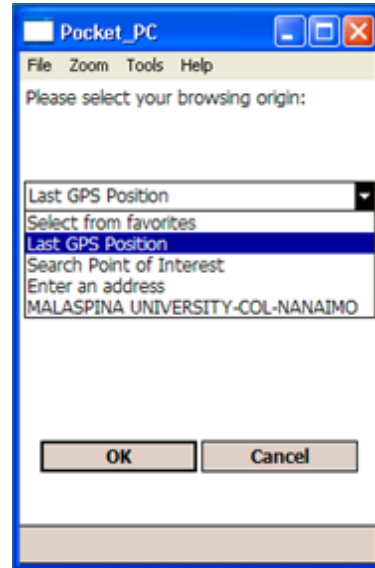 Pocket_PC
File Zoom Tools Help
Please select your browsing origin:
Last GPS Position
Select from favorites
Last GPS Position
Search Point of Interest
Enter an address
MALASPINA UNIVERSITY-COL-NANAIMO
OK Cancel